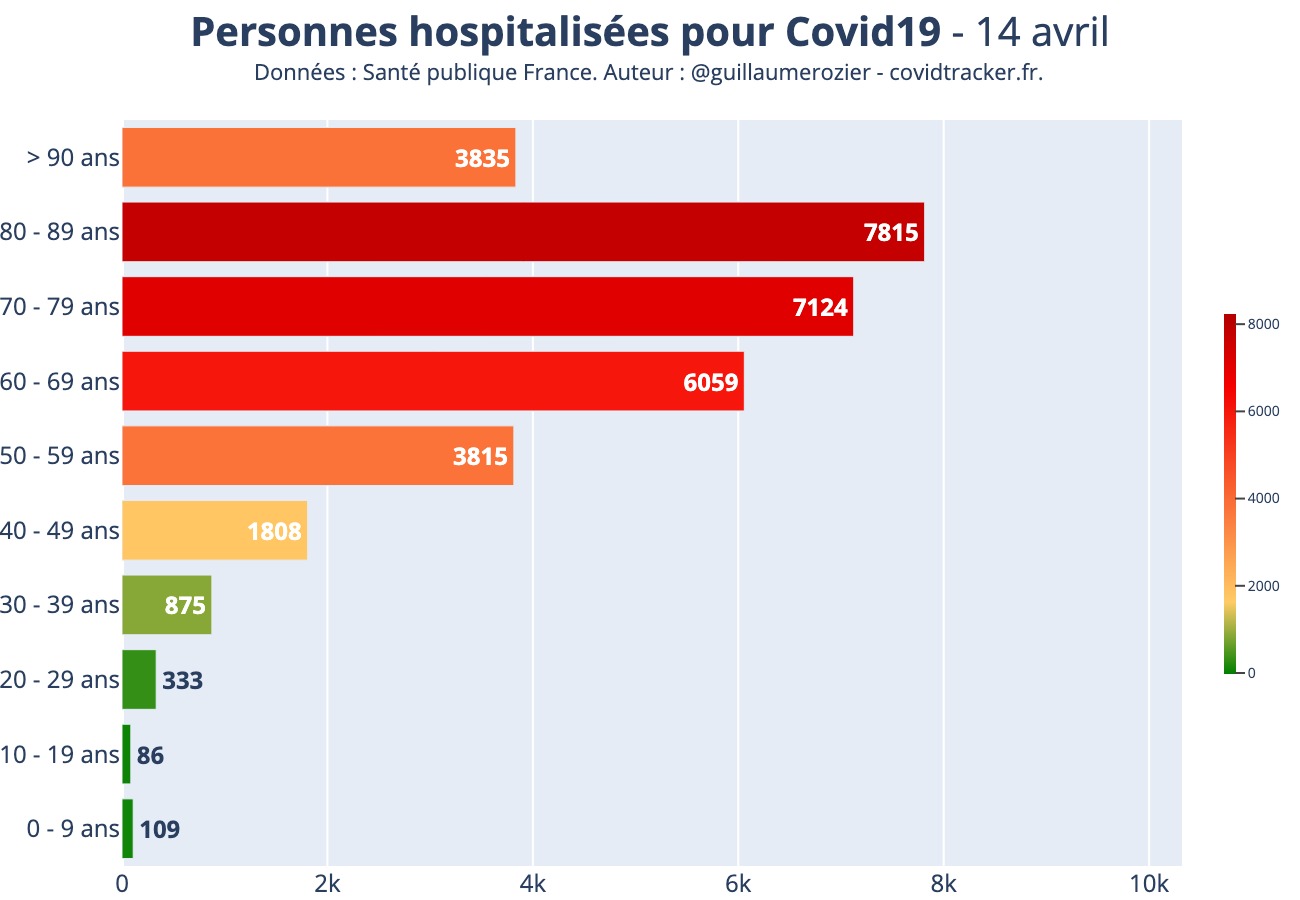 Personnes hospitalisées pour Covid19 - 14 avril
Données : Santé publique France. Auteur : @guillaumerozier - covidtracker.fr.
> 90 ans 3835
80 - 89 ans 7815
70 - 79 ans 7124
60 - 69 ans 6059
50 - 59 ans 3815
40 - 49 ans 1808
30 - 39 ans 875
20 - 29 ans 333
10 - 19 ans 86
0 - 9 ans 109
0 2k 4k 6k 8k 10k
8000
6000
4000
2000
0